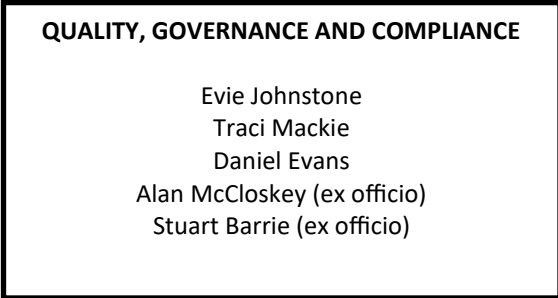 QUALITY, GOVERNANCE AND COMPLIANCE
Evie Johnstone
Traci Mackie
Daniel Evans
Alan McCloskey (ex officio)
Stuart Barrie (ex officio)